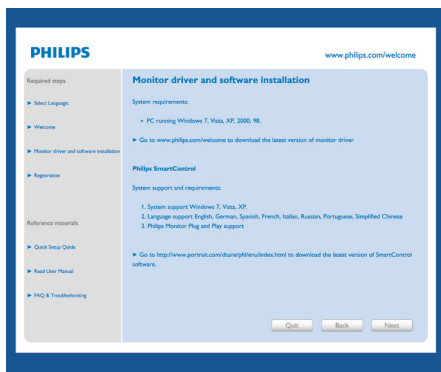 PHILIPS
www.philips.com/welcome
Required steps
▶ Select Language
▶ Welcome
▶ Monitor driver and software installation
▶ Registration
Reference materials
▶ Quick Setup Quide
▶ Read User Manual
▶ FAQ & Troubleshooting
Monitor driver and software installation
System requirements:
• PC running Windows 7, Vista, XP, 2000, 98.
▶ Go to www.philips.com/welcome to download the latest version of monitor driver
Philips SmartControl
System support and requirements:
1. System support Windows 7, Vista, XP.
2. Language support English, German, Spanish, French, Italian, Russian, Portuguese, Simplified Chinese
3. Philips Monitor Plug and Play support
▶ Go to http://www.portrait.com/dtune/phl/enu/index.html to download the latest version of SmartControl
software.
Quit
Back
Next